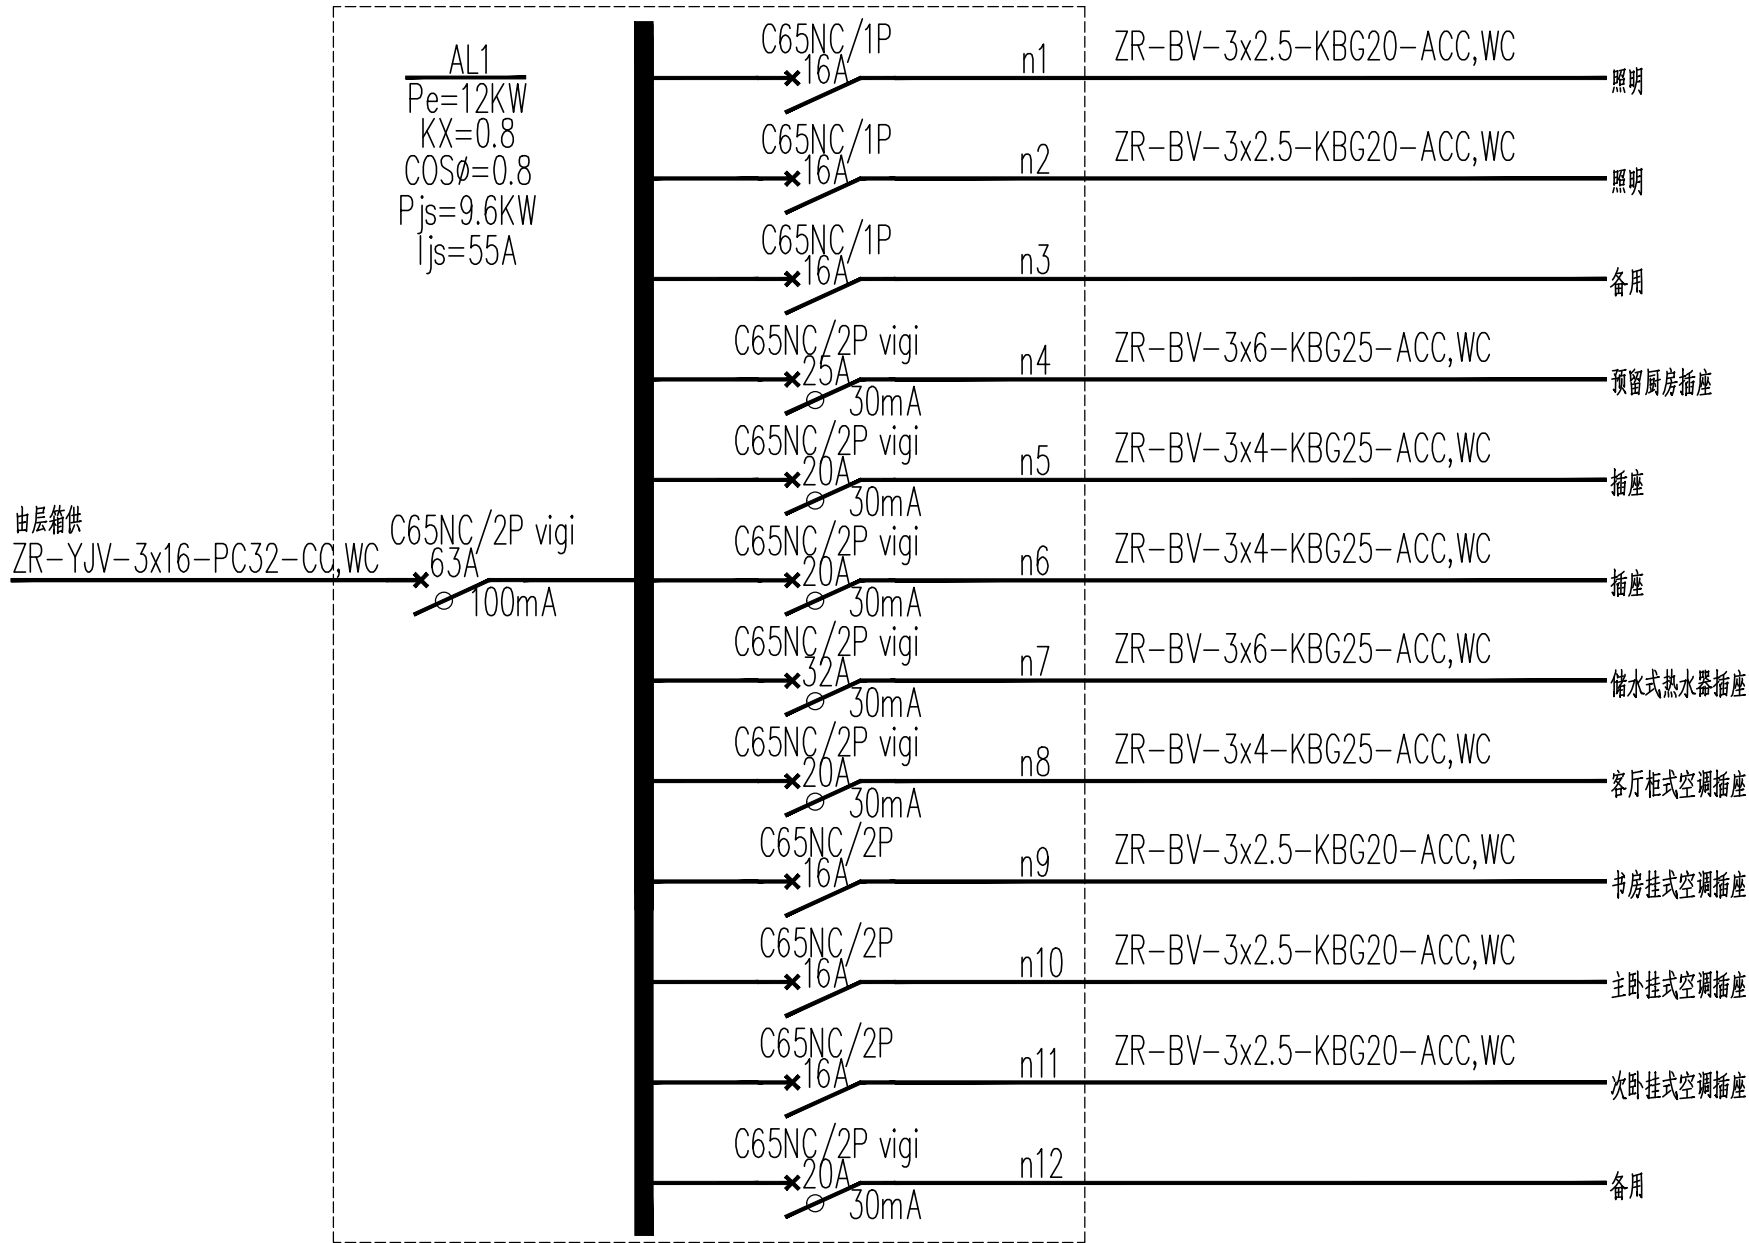 AL1
Pe=12KW
KX=0.8
COSø=0.8
Pjs=9.6KW
Ijs=55A
由层箱供
ZR-YJV-3x16-PC32-CC,WC
C65NC/2P vigi
63A
100mA
C65NC/1P
16A
n1
ZR-BV-3x2.5-KBG20-ACC,WC
照明
C65NC/1P
16A
n2
ZR-BV-3x2.5-KBG20-ACC,WC
照明
C65NC/1P
16A
n3
备用
C65NC/2P vigi
25A
30mA
n4
ZR-BV-3x6-KBG25-ACC,WC
预留厨房插座
C65NC/2P vigi
20A
30mA
n5
ZR-BV-3x4-KBG25-ACC,WC
插座
C65NC/2P vigi
20A
30mA
n6
ZR-BV-3x4-KBG25-ACC,WC
插座
C65NC/2P vigi
32A
30mA
n7
ZR-BV-3x6-KBG25-ACC,WC
储水式热水器插座
C65NC/2P vigi
20A
30mA
n8
ZR-BV-3x4-KBG25-ACC,WC
客厅柜式空调插座
C65NC/2P
16A
n9
ZR-BV-3x2.5-KBG20-ACC,WC
书房挂式空调插座
C65NC/2P
16A
n10
ZR-BV-3x2.5-KBG20-ACC,WC
主卧挂式空调插座
C65NC/2P
16A
n11
ZR-BV-3x2.5-KBG20-ACC,WC
次卧挂式空调插座
C65NC/2P vigi
20A
30mA
n12
备用